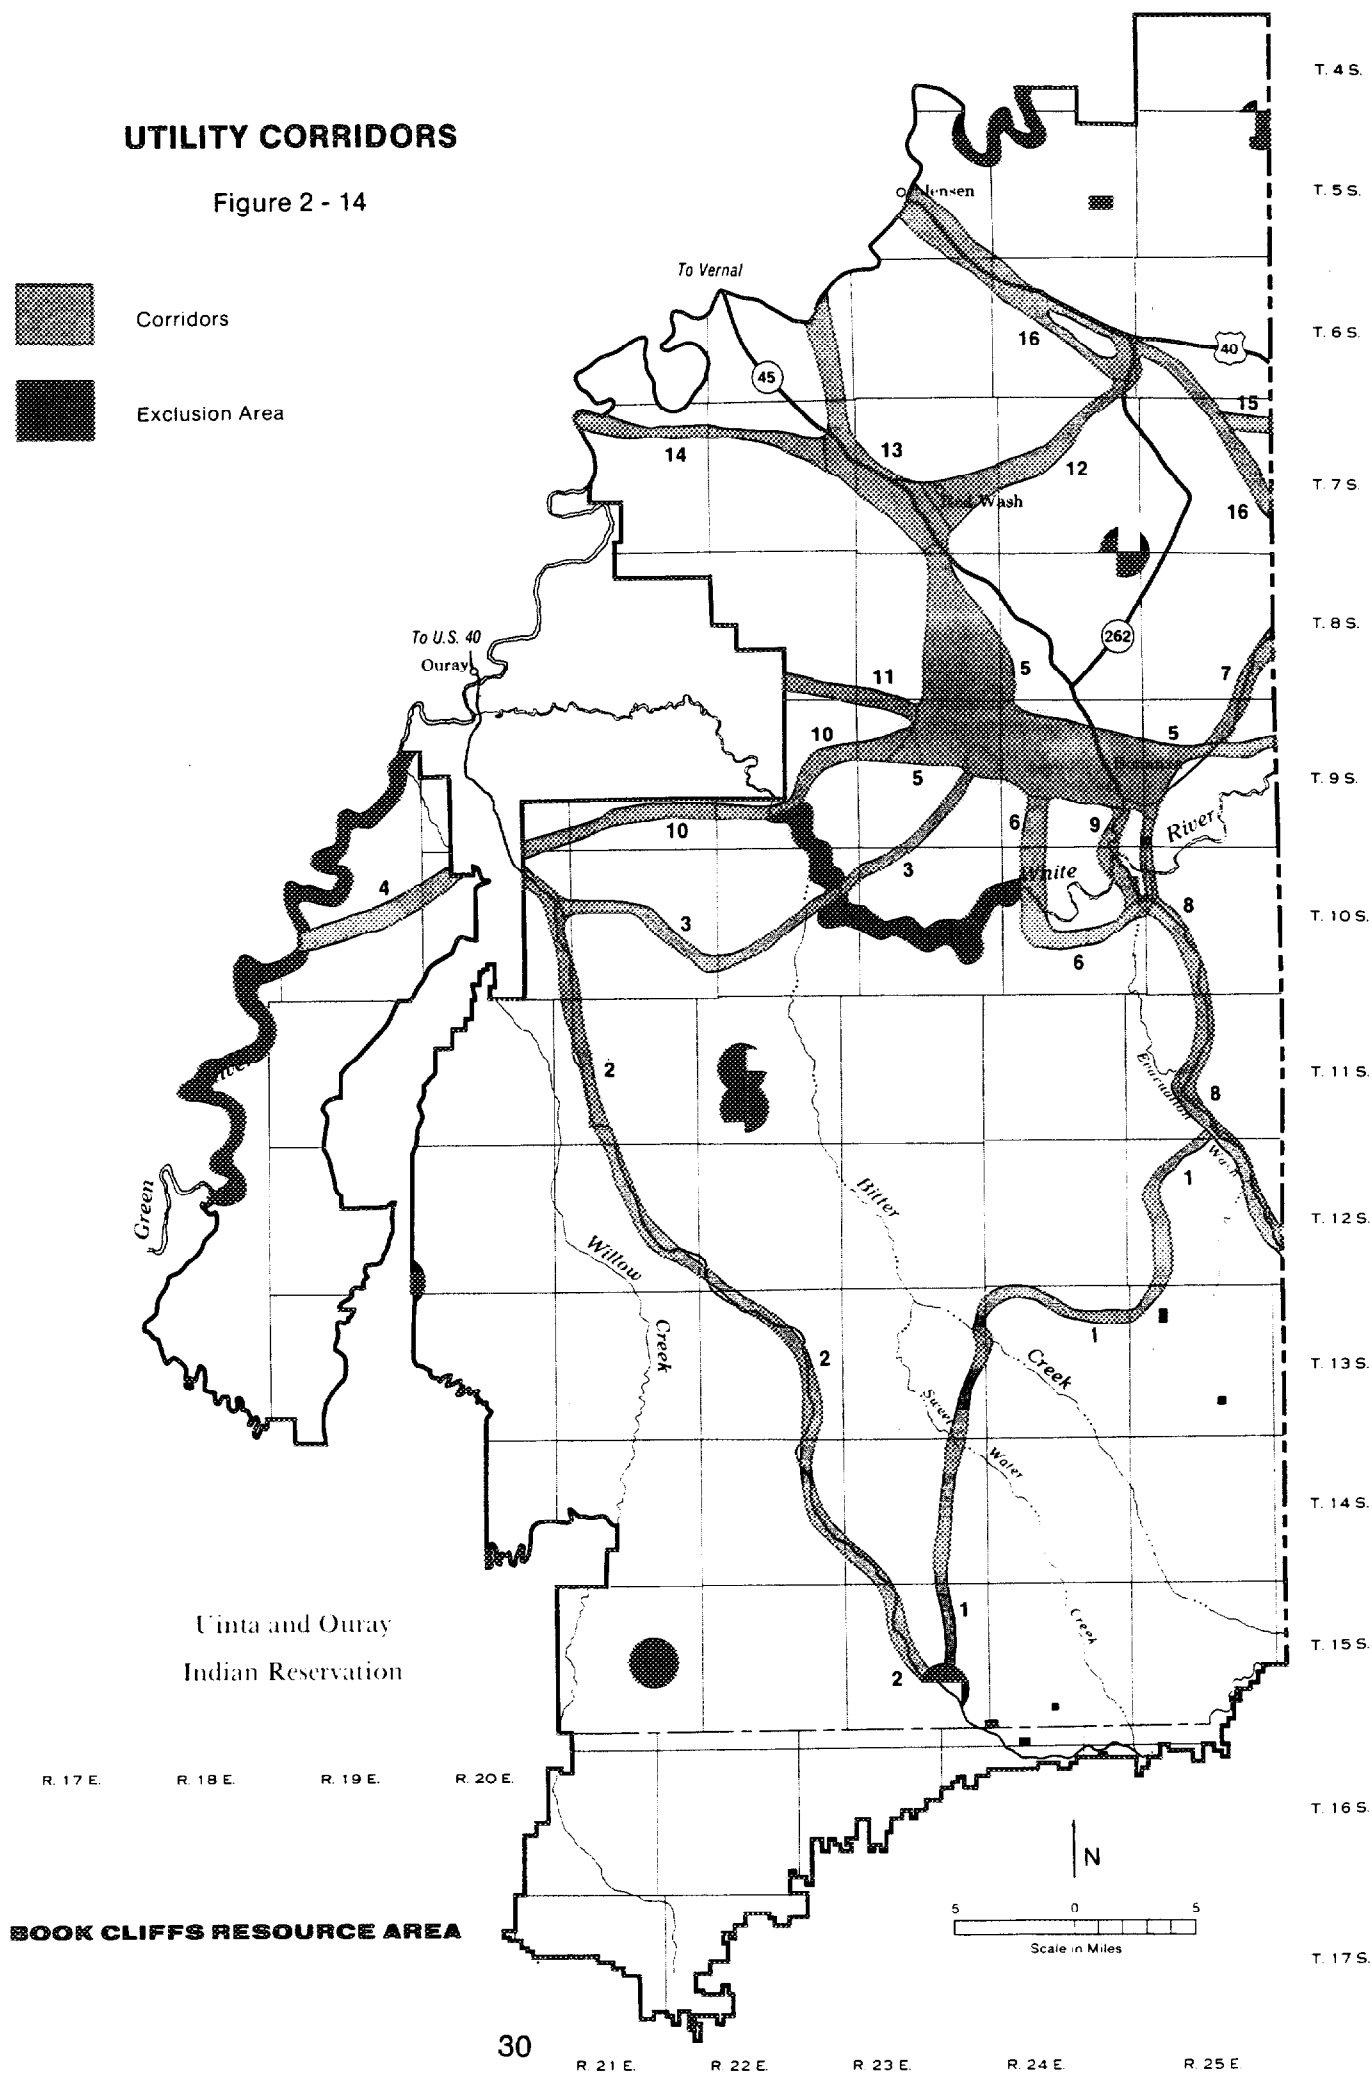 T. 4 S.
UTILITY CORRIDORS
Figure 2 - 14
Jensen
T. 5 S.
To Vernal
Corridors
16
40
T. 6 S.
45
Exclusion Area
15
14
13
12
Red Wash
16
T. 7 S.
To U.S. 40
Ouray
262
T. 8 S.
11
5
7
10
5
5
T. 9 S.
10
6
9
River
4
3
White
3
8
T. 10 S.
6
2
Evacuation
8
T. 11 S.
Wash
1
Green
Bitter
T. 12 S.
Willow
Creek
2
1
Creek
T. 13 S.
Sweet
Water
T. 14 S.
Creek
1
Uinta and Ouray
Indian Reservation
2
T. 15 S.
R. 17 E. R. 18 E. R. 19 E. R. 20 E.
T. 16 S.
N
BOOK CLIFFS RESOURCE AREA
5 0 5
Scale in Miles
T. 17 S.
30
R. 21 E. R. 22 E. R. 23 E. R. 24 E. R. 25 E.